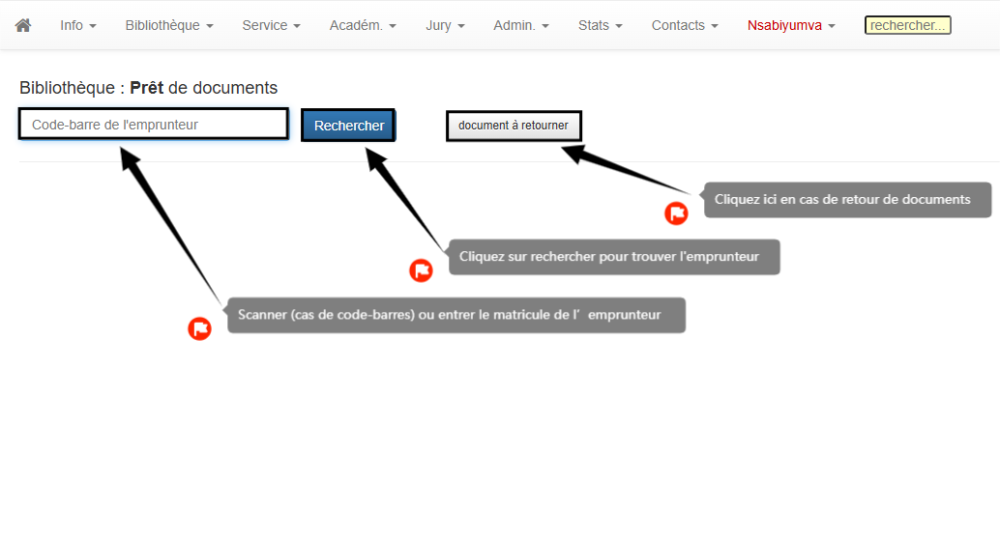 Info Bibliothèque Service Académ. Jury Admin. Stats Contacts Nsabiyumva rechercher...
Bibliothèque : Prêt de documents
Code-barre de l'emprunteur Rechercher document à retourner
Cliquez ici en cas de retour de documents
Cliquez sur rechercher pour trouver l'emprunteur
Scanner (cas de code-barres) ou entrer le matricule de l’ emprunteur